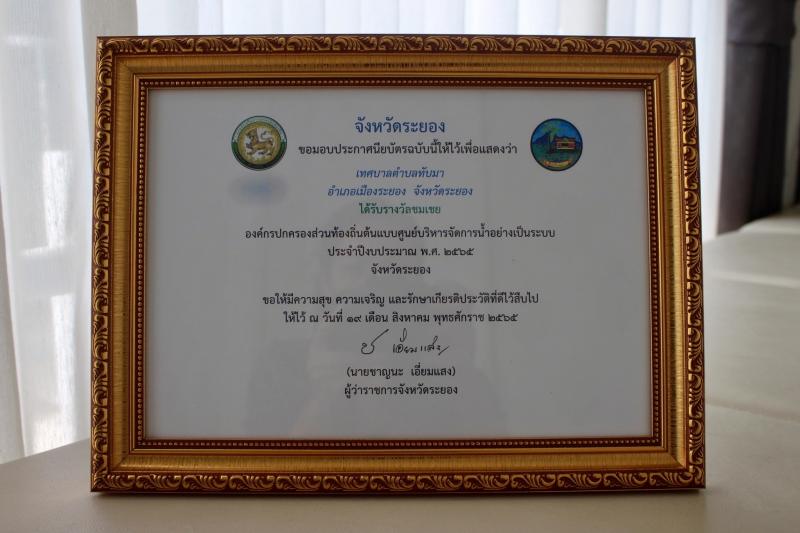 จังหวัดระยอง
ขอมอบประกาศนียบัตรฉบับนี้ให้ไว้เพื่อแสดงว่า
เทศบาลตำบลทับมา
อำเภอเมืองระยอง จังหวัดระยอง
ได้รับรางวัลชมเชย
องค์กรปกครองส่วนท้องถิ่นต้นแบบศูนย์บริหารจัดการน้ำอย่างเป็นระบบ
ประจำปีงบประมาณ พ.ศ. ๒๕๖๕
จังหวัดระยอง
ขอให้มีความสุข ความเจริญ และรักษาเกียรติประวัติที่ดีไว้สืบไป
ให้ไว้ ณ วันที่ ๑๙ เดือน สิงหาคม พุทธศักราช ๒๕๖๕
(นายชาญนะ เอี่ยมแสง)
ผู้ว่าราชการจังหวัดระยอง